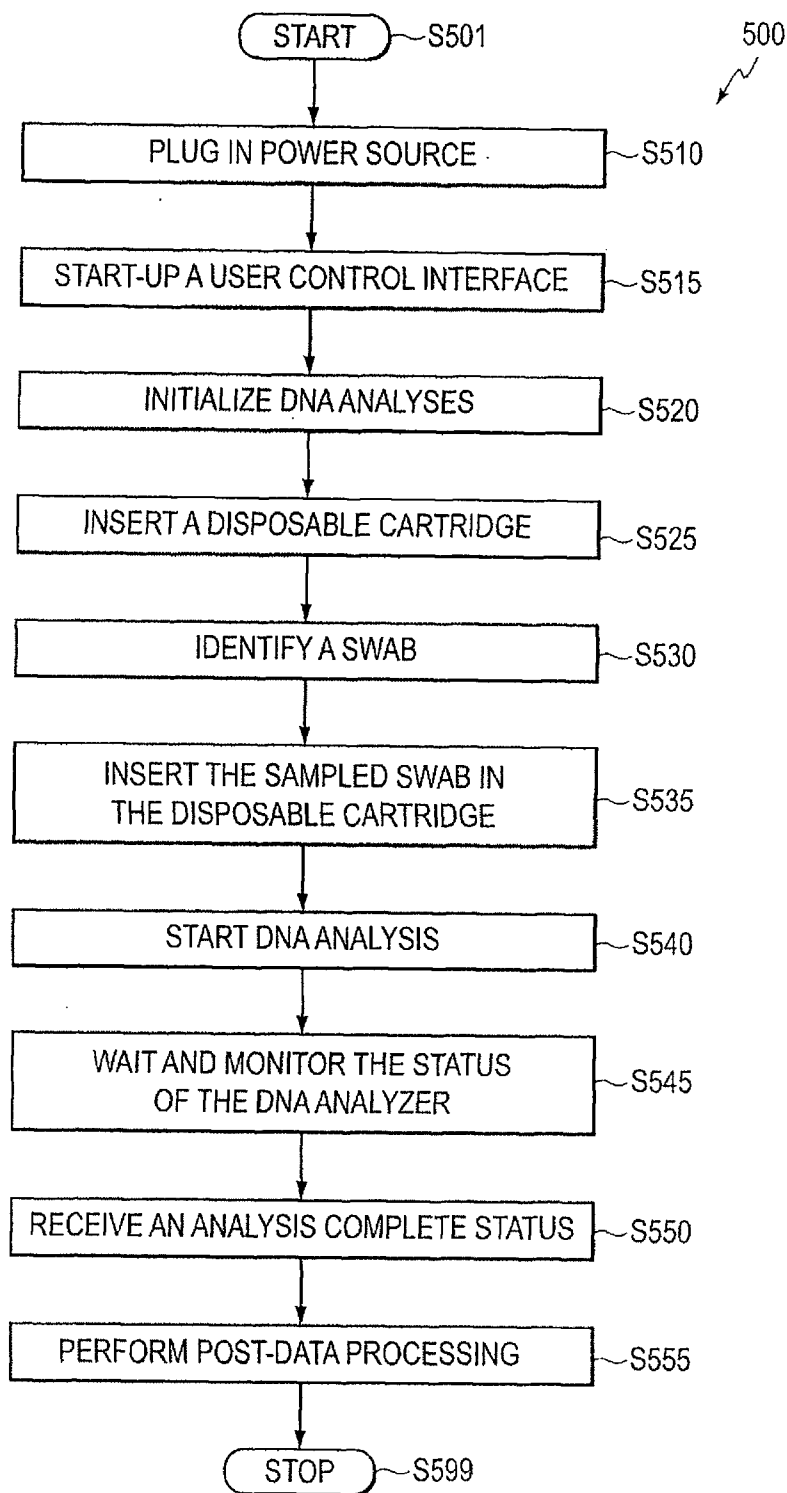 START S501
500
PLUG IN POWER SOURCE S510
START-UP A USER CONTROL INTERFACE S515
INITIALIZE DNA ANALYSES S520
INSERT A DISPOSABLE CARTRIDGE S525
IDENTIFY A SWAB S530
INSERT THE SAMPLED SWAB IN
THE DISPOSABLE CARTRIDGE S535
START DNA ANALYSIS S540
WAIT AND MONITOR THE STATUS
OF THE DNA ANALYZER S545
RECEIVE AN ANALYSIS COMPLETE STATUS S550
PERFORM POST-DATA PROCESSING S555
STOP S599